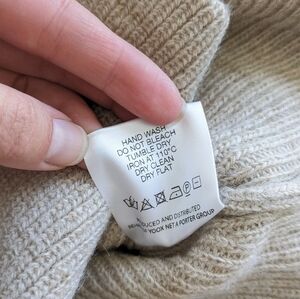 HAND WASH
DO NOT BLEACH
TUMBLE DRY
IRON AT 110°C
DRY CLEAN
DRY FLAT
PRODUCED AND DISTRIBUTED
YOOX NET A PORTER GROUP